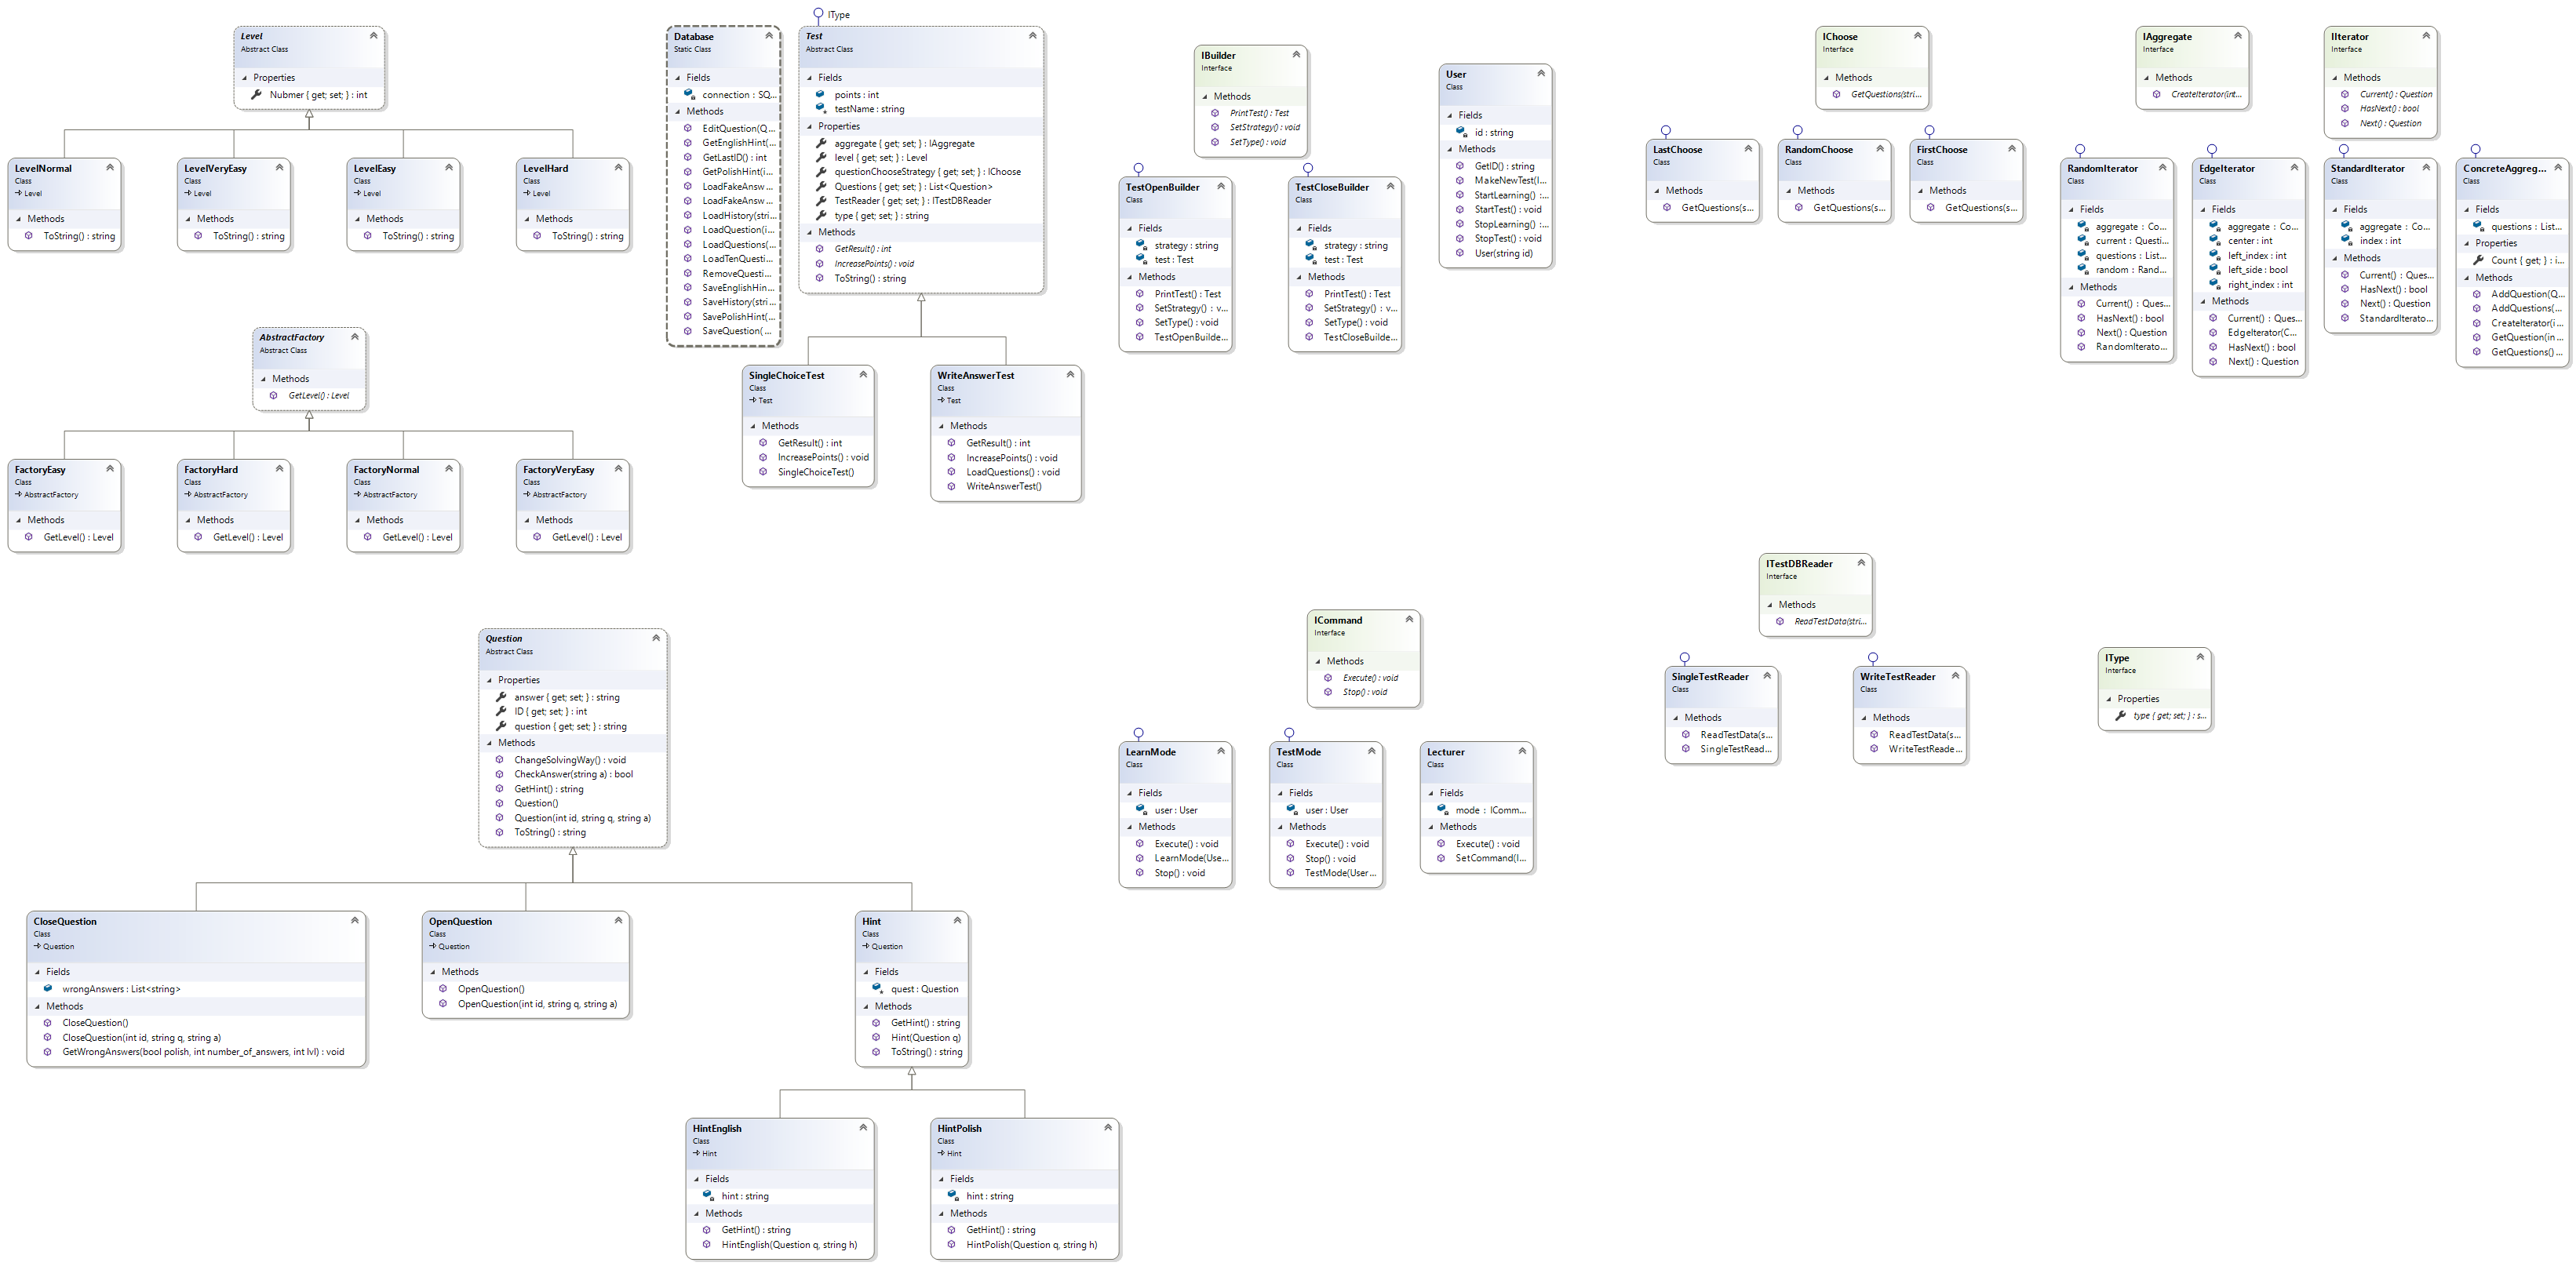 Level
Abstract Class
Properties
Nubmer { get; set; } : int
LevelNormal
Class
Level
Methods
ToString() : string
LevelVeryEasy
Class
Level
Methods
ToString() : string
LevelEasy
Class
Level
Methods
ToString() : string
LevelHard
Class
Level
Methods
ToString() : string
AbstractFactory
Abstract Class
Methods
GetLevel() : Level
FactoryEasy
Class
AbstractFactory
Methods
GetLevel() : Level
FactoryHard
Class
AbstractFactory
Methods
GetLevel() : Level
FactoryNormal
Class
AbstractFactory
Methods
GetLevel() : Level
FactoryVeryEasy
Class
AbstractFactory
Methods
GetLevel() : Level
Database
Static Class
Fields
connection : SQ...
Methods
EditQuestion(Q...
GetEnglishHint(...
GetLastID() : int
GetPolishHint(i...
LoadFakeAnsw...
LoadFakeAnsw...
LoadHistory(stri...
LoadQuestion(i...
LoadQuestions(...
LoadTenQuesti...
RemoveQuesti...
SaveEnglishHin...
SaveHistory(stri...
SavePolishHint(...
SaveQuestion( ...
IType
Test
Abstract Class
Fields
points : int
testName : string
Properties
aggregate { get; set; } : IAggregate
level { get; set; } : Level
questionChooseStrategy { get; set; } : IChoose
Questions { get; set; } : List<Question>
TestReader { get; set; } : ITestDBReader
type { get; set; } : string
Methods
GetResult() : int
IncreasePoints() : void
ToString() : string
SingleChoiceTest
Class
Test
Methods
GetResult() : int
IncreasePoints() : void
SingleChoiceTest()
WriteAnswerTest
Class
Test
Methods
GetResult() : int
IncreasePoints() : void
LoadQuestions() : void
WriteAnswerTest()
IBuilder
Interface
Methods
PrintTest() : Test
SetStrategy() : void
SetType() : void
TestOpenBuilder
Class
Fields
strategy : string
test : Test
Methods
PrintTest() : Test
SetStrategy() : v...
SetType() : void
TestOpenBuilde...
TestCloseBuilder
Class
Fields
strategy : string
test : Test
Methods
PrintTest() : Test
SetStrategy() : v...
SetType() : void
TestCloseBuilde...
User
Class
Fields
id : string
Methods
GetID() : string
MakeNewTest(I...
StartLearning() :...
StartTest() : void
StopLearning() :...
StopTest() : void
User(string id)
IChoose
Interface
Methods
GetQuestions(stri...
LastChoose
Class
Methods
GetQuestions(s...
RandomChoose
Class
Methods
GetQuestions(s...
FirstChoose
Class
Methods
GetQuestions(s...
IAggregate
Interface
Methods
CreateIterator(int...
IIterator
Interface
Methods
Current() : Question
HasNext() : bool
Next() : Question
RandomIterator
Class
Fields
aggregate : Co...
current : Questi...
questions : List...
random : Rand...
Methods
Current() : Ques...
HasNext() : bool
Next() : Question
RandomIterato...
EdgeIterator
Class
Fields
aggregate : Co...
center : int
left_index : int
left_side : bool
right_index : int
Methods
Current() : Ques...
EdgeIterator(C...
HasNext() : bool
Next() : Question
StandardIterator
Class
Fields
aggregate : Co...
index : int
Methods
Current() : Ques...
HasNext() : bool
Next() : Question
StandardIterato...
ConcreteAggreg...
Class
Fields
questions : List...
Properties
Count { get; } : i...
Methods
AddQuestion(Q...
AddQuestions(...
CreateIterator(i...
GetQuestion(in...
GetQuestions() ...
Question
Abstract Class
Properties
answer { get; set; } : string
ID { get; set; } : int
question { get; set; } : string
Methods
ChangeSolvingWay() : void
CheckAnswer(string a) : bool
GetHint() : string
Question()
Question(int id, string q, string a)
ToString() : string
CloseQuestion
Class
Question
Fields
wrongAnswers : List<string>
Methods
CloseQuestion()
CloseQuestion(int id, string q, string a)
GetWrongAnswers(bool polish, int number_of_answers, int lvl) : void
OpenQuestion
Class
Question
Methods
OpenQuestion()
OpenQuestion(int id, string q, string a)
Hint
Class
Question
Fields
quest : Question
Methods
GetHint() : string
Hint(Question q)
ToString() : string
HintEnglish
Class
Hint
Fields
hint : string
Methods
GetHint() : string
HintEnglish(Question q, string h)
HintPolish
Class
Hint
Fields
hint : string
Methods
GetHint() : string
HintPolish(Question q, string h)
ICommand
Interface
Methods
Execute() : void
Stop() : void
LearnMode
Class
Fields
user : User
Methods
Execute() : void
LearnMode(Use...
Stop() : void
TestMode
Class
Fields
user : User
Methods
Execute() : void
Stop() : void
TestMode(User...
Lecturer
Class
Fields
mode : IComm...
Methods
Execute() : void
SetCommand(I...
ITestDBReader
Interface
Methods
ReadTestData(stri...
SingleTestReader
Class
Methods
ReadTestData(s...
SingleTestRead...
WriteTestReader
Class
Methods
ReadTestData(s...
WriteTestReade...
IType
Interface
Properties
type { get; set; } : s...